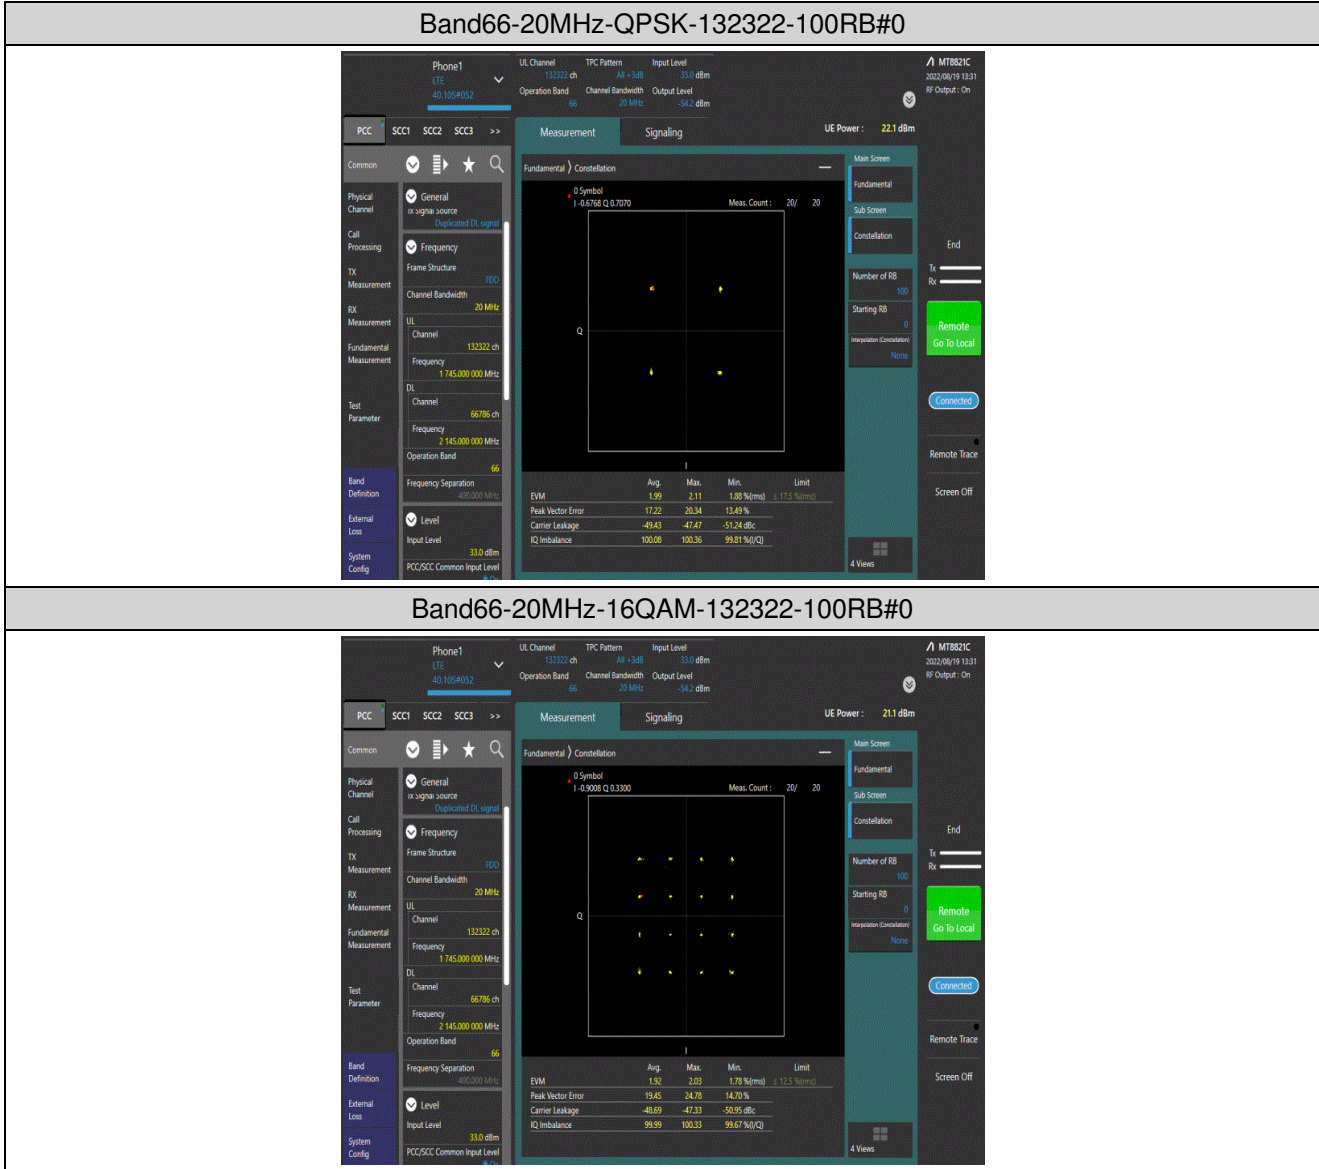 Band66-20MHz-QPSK-132322-100RB#0
Phone1
LTE
40.10S#052
UL Channel TPC Pattern Input Level
132322 ch All +3dB 33.0 dBm
Operation Band Channel Bandwidth Output Level
66 20 MHz -54.2 dBm
MT8821C
2022/08/19 13:31
RF Output : On
PCC SCC1 SCC2 SCC3 >>
Measurement Signaling
UE Power : 22.1 dBm
Common
Physical Channel
Call Processing
TX Measurement
RX Measurement
Fundamental Measurement
Test Parameter
Band Definition
External Loss
System Config
General
Tx Signal Source
Duplicated DL signal
Frequency
Frame Structure
FDD
Channel Bandwidth
20 MHz
UL
Channel
132322 ch
Frequency
1 745.000 000 MHz
DL
Channel
66786 ch
Frequency
2 145.000 000 MHz
Operation Band
66
Frequency Separation
400.000 MHz
Level
Input Level
33.0 dBm
PCC/SCC Common Input Level
On
Fundamental Constellation
0 Symbol
I -0.6768 Q 0.7070 Meas. Count : 20/ 20
Q
I
Avg. Max. Min. Limit
EVM 1.99 2.11 1.88 %(rms) ≤ 17.5 %(rms)
Peak Vector Error 17.22 20.34 13.49 %
Carrier Leakage -49.43 -47.47 -51.24 dBc
IQ Imbalance 100.08 100.36 99.81 %(I/Q)
Main Screen
Fundamental
Sub Screen
Constellation
Number of RB
100
Starting RB
0
Interpolation (Constellation)
None
4 Views
End
Tx
Rx
Remote
Go To Local
Connected
Remote Trace
Screen Off
Band66-20MHz-16QAM-132322-100RB#0
Phone1
LTE
40.10S#052
UL Channel TPC Pattern Input Level
132322 ch All +3dB 33.0 dBm
Operation Band Channel Bandwidth Output Level
66 20 MHz -54.2 dBm
MT8821C
2022/08/19 13:31
RF Output : On
PCC SCC1 SCC2 SCC3 >>
Measurement Signaling
UE Power : 21.1 dBm
Common
Physical Channel
Call Processing
TX Measurement
RX Measurement
Fundamental Measurement
Test Parameter
Band Definition
External Loss
System Config
General
Tx Signal Source
Duplicated DL signal
Frequency
Frame Structure
FDD
Channel Bandwidth
20 MHz
UL
Channel
132322 ch
Frequency
1 745.000 000 MHz
DL
Channel
66786 ch
Frequency
2 145.000 000 MHz
Operation Band
66
Frequency Separation
400.000 MHz
Level
Input Level
33.0 dBm
PCC/SCC Common Input Level
On
Fundamental Constellation
0 Symbol
I -0.9008 Q 0.3300 Meas. Count : 20/ 20
Q
I
Avg. Max. Min. Limit
EVM 1.92 2.03 1.78 %(rms) ≤ 12.5 %(rms)
Peak Vector Error 19.45 24.78 14.70 %
Carrier Leakage -48.69 -47.33 -50.95 dBc
IQ Imbalance 99.99 100.33 99.67 %(I/Q)
Main Screen
Fundamental
Sub Screen
Constellation
Number of RB
100
Starting RB
0
Interpolation (Constellation)
None
4 Views
End
Tx
Rx
Remote
Go To Local
Connected
Remote Trace
Screen Off